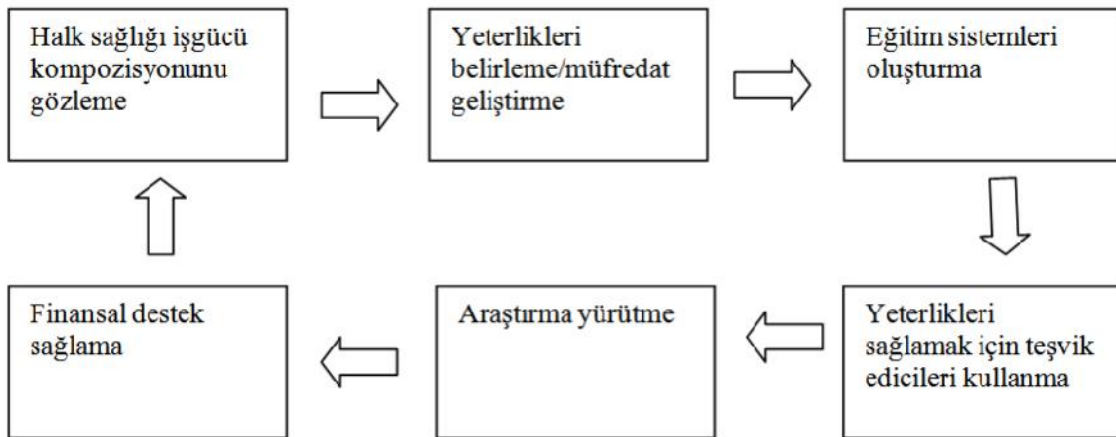 Halk sağlığı işgücü
kompozisyonunu
gözleme
Yeterlikleri
belirleme/müfredat
geliştirme
Eğitim sistemleri
oluşturma
Finansal destek
sağlama
Araştırma yürütme
Yeterlikleri
sağlamak için teşvik
edicileri kullanma